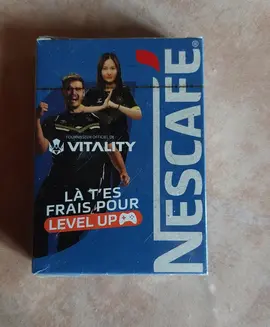 FOURNISSEUR OFFICIEL DE
VITALITY
LÀ T'ES
FRAIS POUR
LEVEL UP
NESCAFÉ
®